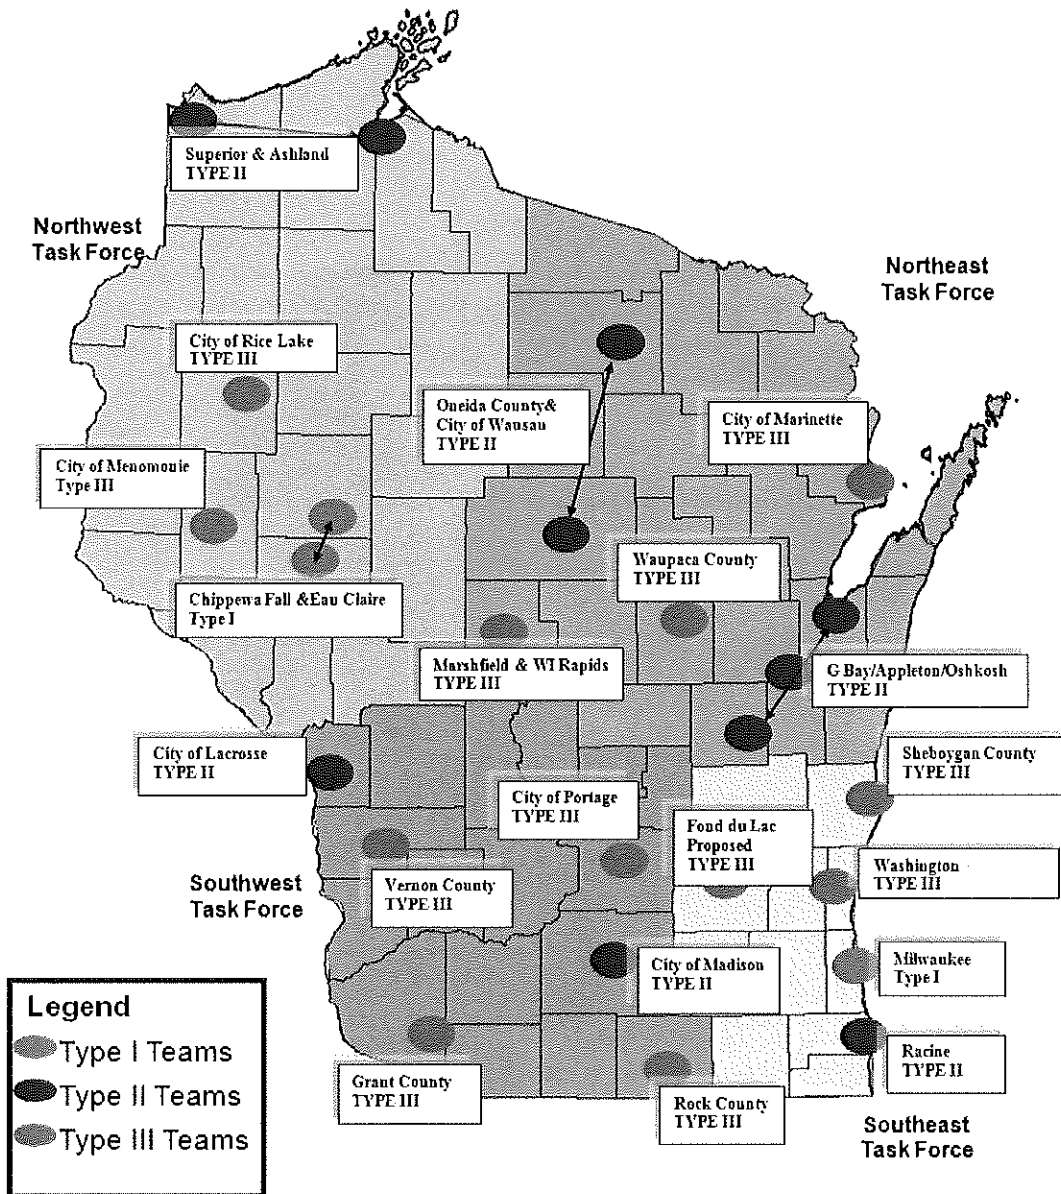 Superior & Ashland
TYPE II
Northwest
Task Force
Northeast
Task Force
City of Rice Lake
TYPE III
Oneida County&
City of Wausau
TYPE II
City of Marinette
TYPE III
City of Menomonie
Type III
Waupaca County
TYPE III
Chippewa Fall &Eau Claire
Type I
Marshfield & WI Rapids
TYPE III
G Bay/Appleton/Oshkosh
TYPE II
City of Lacrosse
TYPE II
Sheboygan County
TYPE III
City of Portage
TYPE III
Fond du Lac
Proposed
TYPE III
Washington
TYPE III
Southwest
Task Force
Vernon County
TYPE III
City of Madison
TYPE II
Milwaukee
Type I
Legend
Type I Teams
Type II Teams
Type III Teams
Grant County
TYPE III
Rock County
TYPE III
Racine
TYPE II
Southeast
Task Force